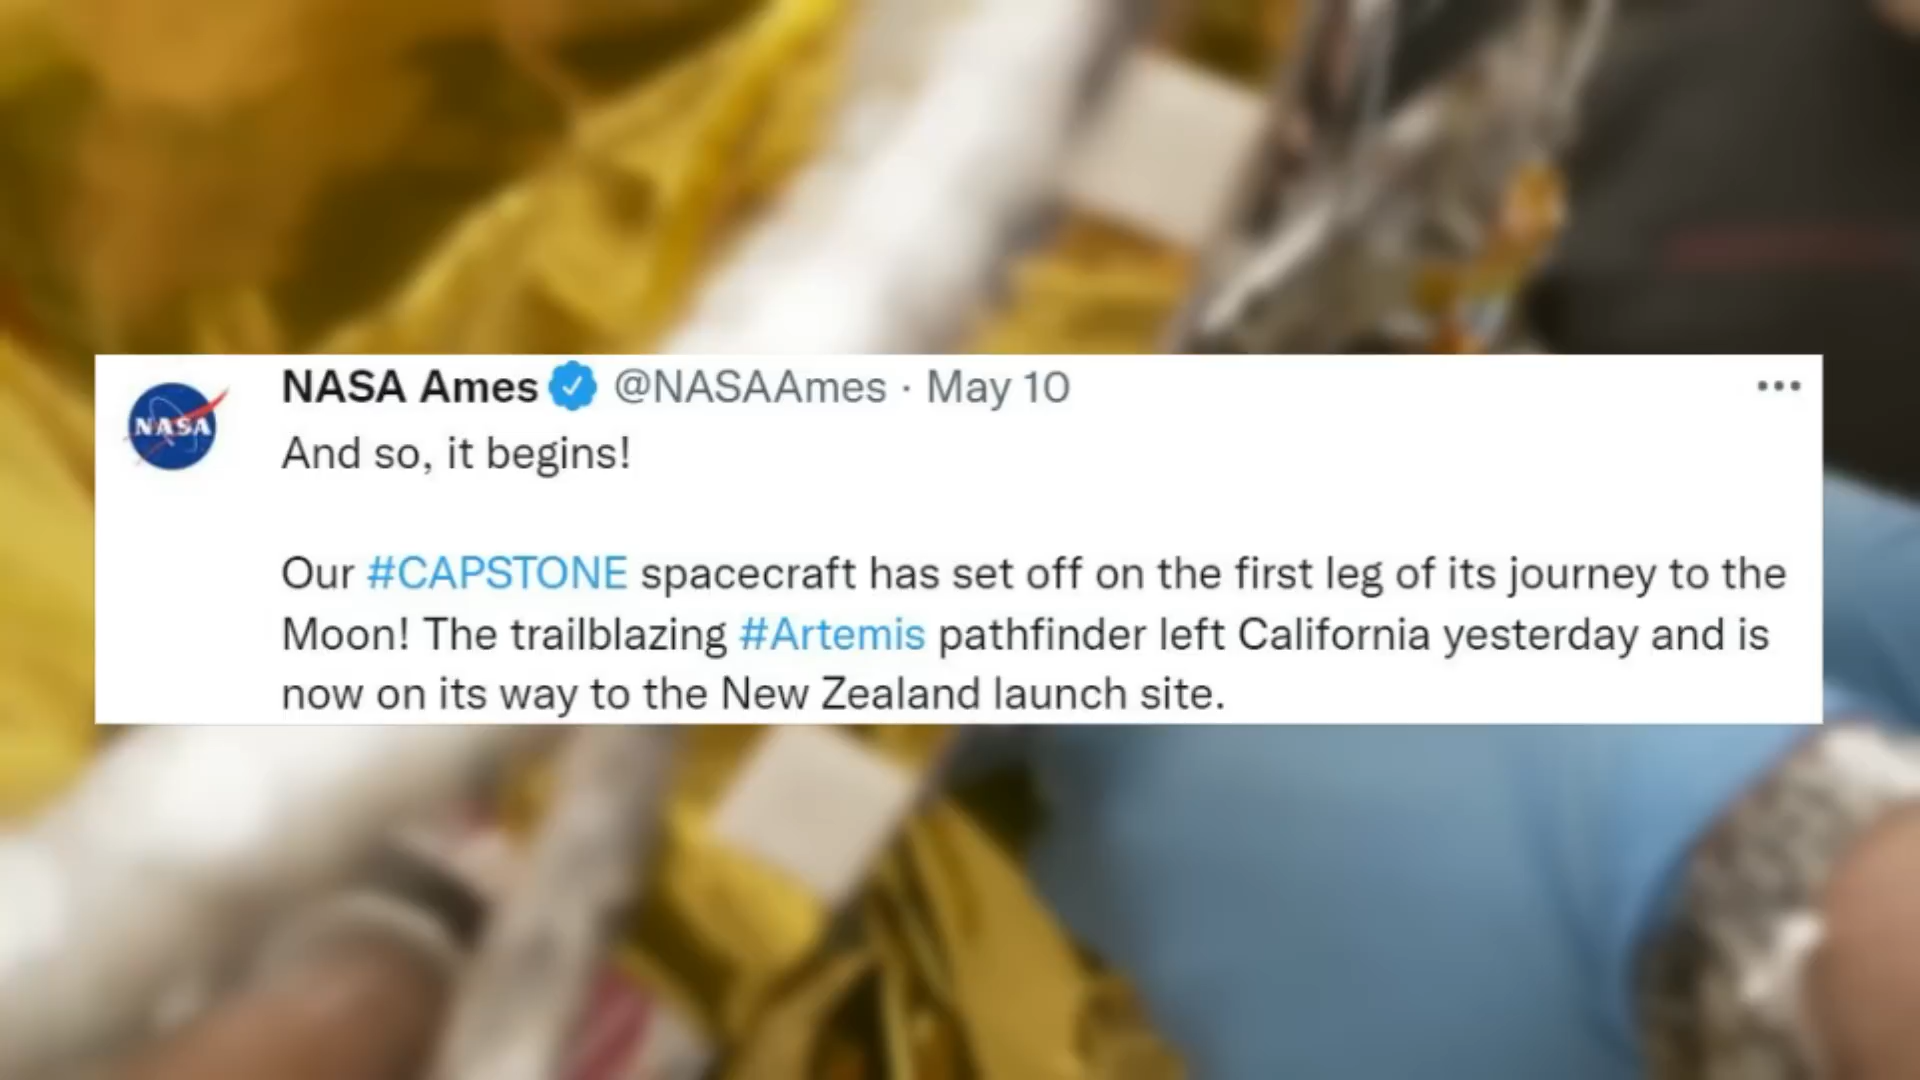 NASA
NASA Ames @NASAAmes · May 10
And so, it begins!
Our #CAPSTONE spacecraft has set off on the first leg of its journey to the
Moon! The trailblazing #Artemis pathfinder left California yesterday and is
now on its way to the New Zealand launch site.